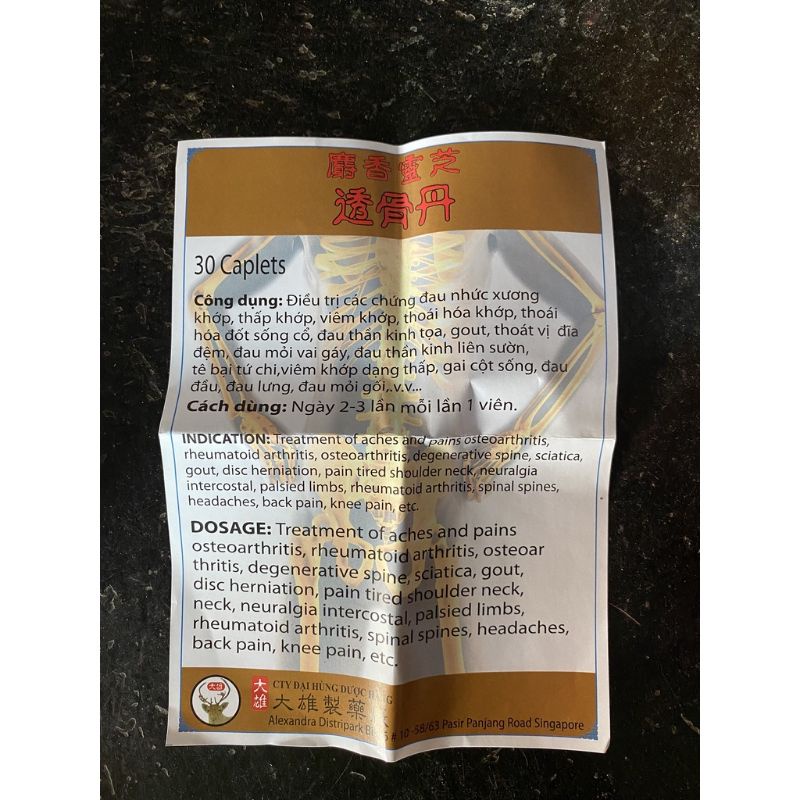 麝香靈芝
透骨丹
30 Caplets
Công dụng: Điều trị các chứng đau nhức xương
khớp, thấp khớp, viêm khớp, thoái hóa khớp, thoái
hóa đốt sống cổ, đau thần kinh tọa, gout, thoát vị đĩa
đệm, đau mỏi vai gáy, đau thần kinh liên sườn,
tê bại tứ chi,viêm khớp dạng thấp, gai cột sống, đau
đầu, đau lưng, đau mỏi gối,.v.v...
Cách dùng: Ngày 2-3 lần mỗi lần 1 viên.
INDICATION: Treatment of aches and pains osteoarthritis,
rheumatoid arthritis, osteoarthritis, degenerative spine, sciatica,
gout, disc herniation, pain tired shoulder neck, neuralgia
intercostal, palsied limbs, rheumatoid arthritis, spinal spines,
headaches, back pain, knee pain, etc.
DOSAGE: Treatment of aches and pains
osteoarthritis, rheumatoid arthritis, osteoar
thritis, degenerative spine, sciatica, gout,
disc herniation, pain tired shoulder neck,
neck, neuralgia intercostal, palsied limbs,
rheumatoid arthritis, spinal spines, headaches,
back pain, knee pain, etc.
大雄
大雄
CTY ĐẠI HÙNG DƯỢC HÃNG
大雄製藥
Alexandra Distripark # 10 -58/63 Pasir Panjang Road Singapore